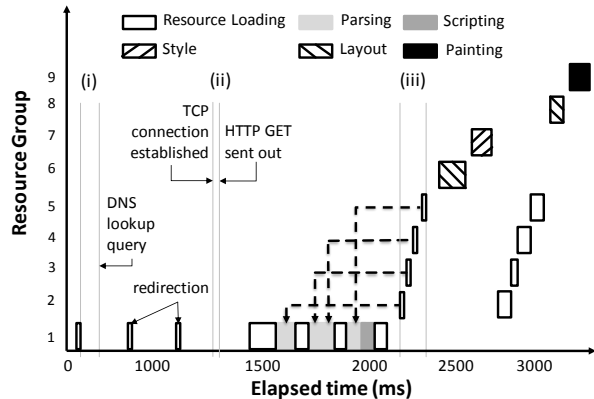 Resource Loading
Parsing
Scripting
Style
Layout
Painting
(i)
(ii)
(iii)
TCP
connection
established
HTTP GET
sent out
DNS
lookup
query
redirection
Resource Group
9
8
7
6
5
4
3
2
1
0
1000
1500
2000
2500
3000
Elapsed time (ms)